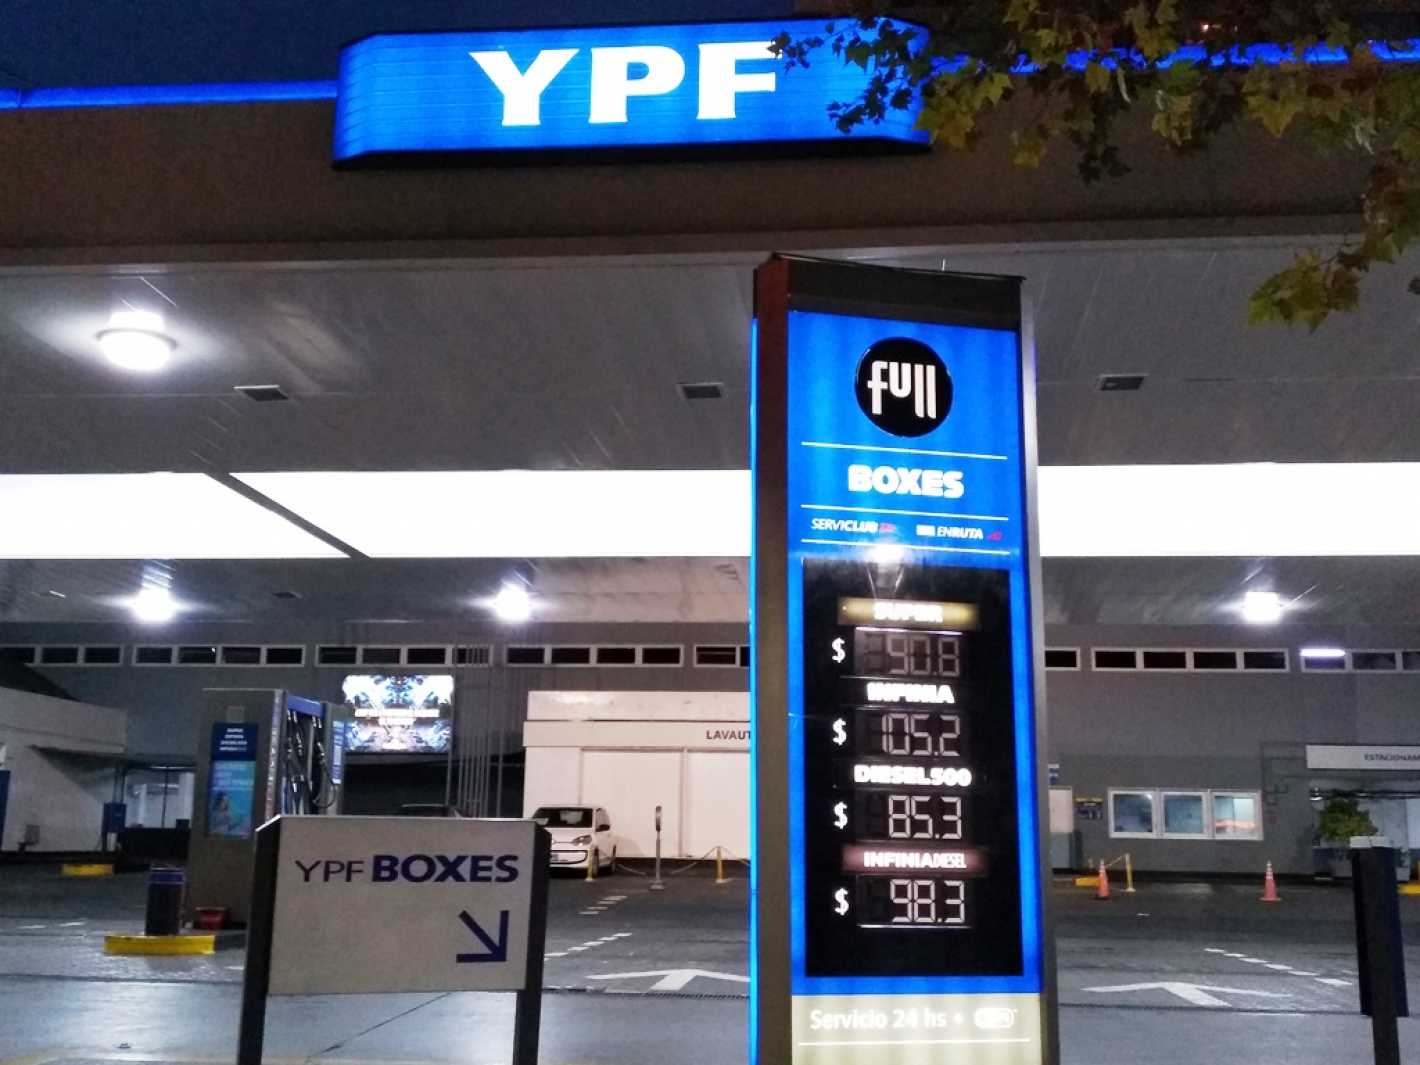 YPF
full
BOXES
SERVICLUB
ENRUTA
SUPER
$ 90.8
INFINIA
$ 105.2
DIESEL500
$ 85.3
INFINIADIESEL
$ 98.3
Servicio 24 hs •
LAVAUT
ESTACIONAM
YPF BOXES